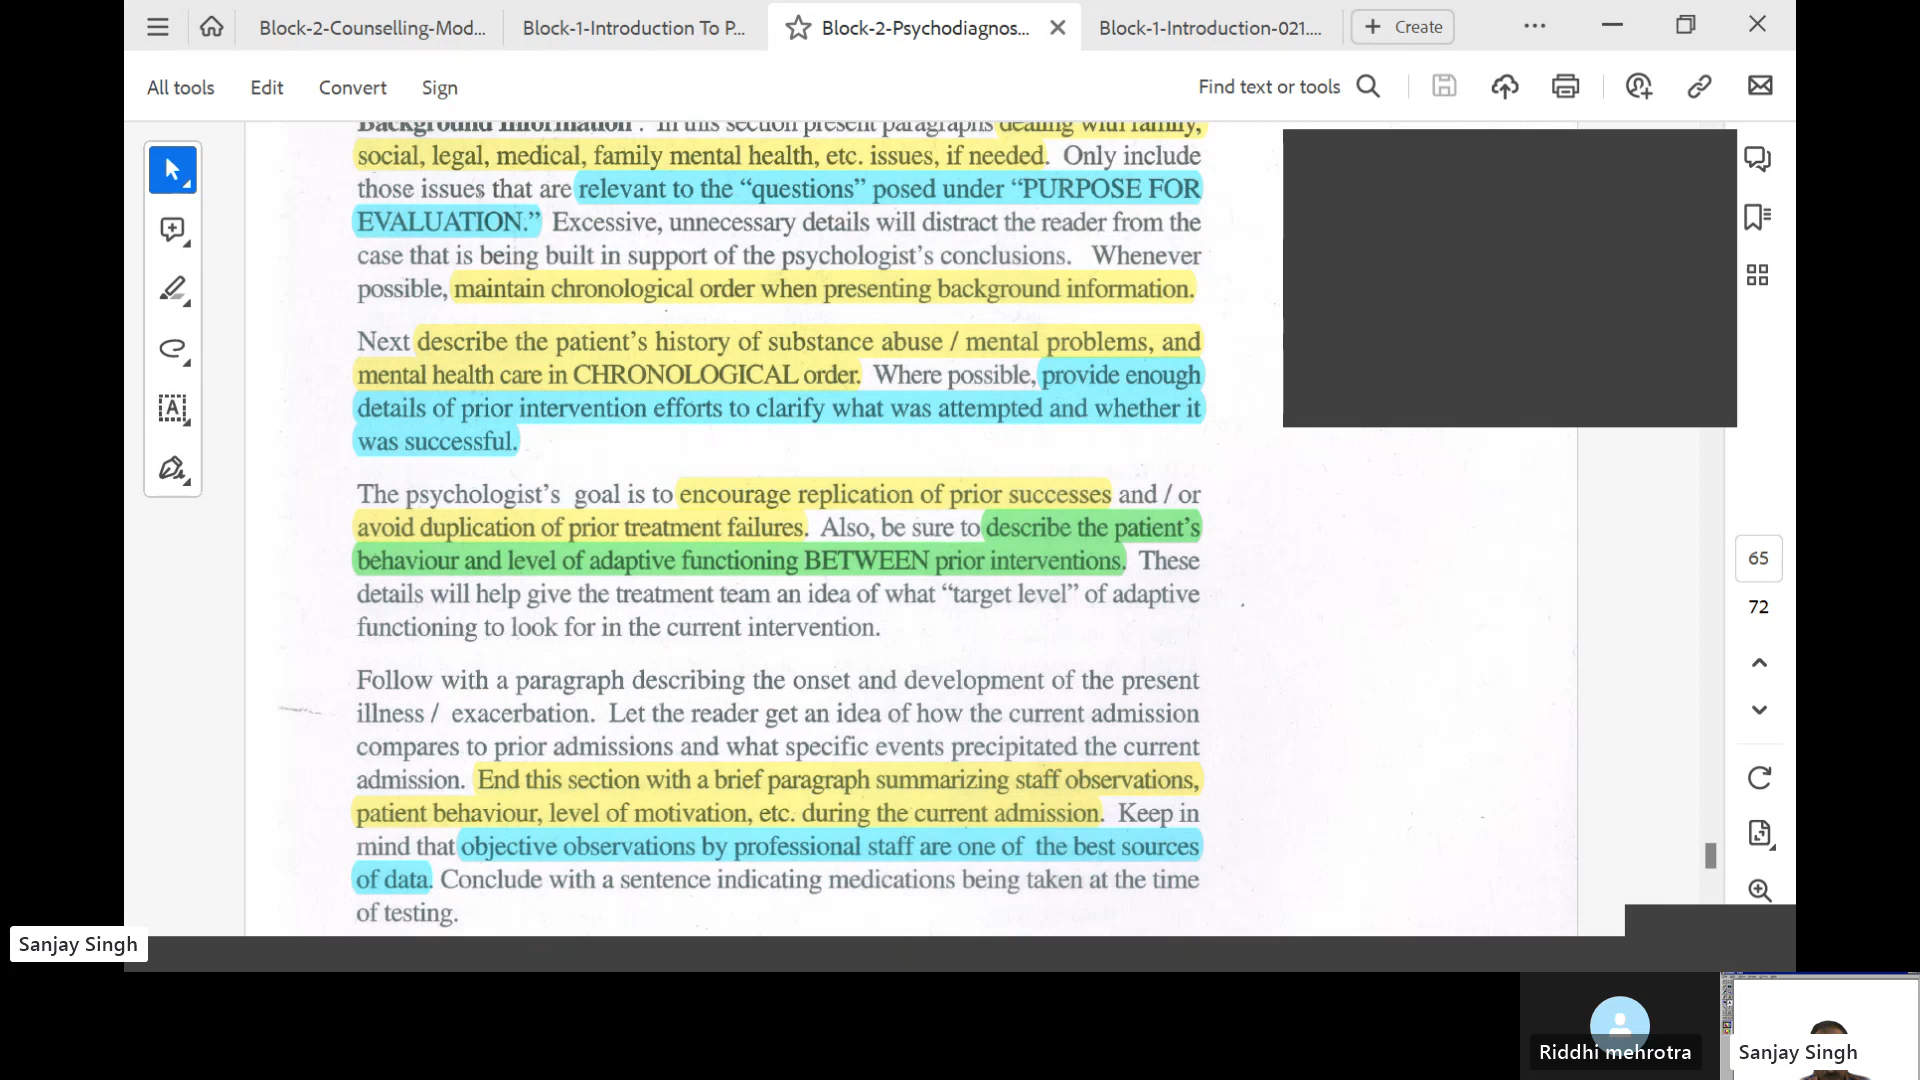 Block-2-Counselling-Mod...
Block-1-Introduction To P...
Block-2-Psychodiagnos...
Block-1-Introduction-021....
Create
All tools
Edit
Convert
Sign
Find text or tools
Background Information : In this section present paragraphs dealing with family,
social, legal, medical, family mental health, etc. issues, if needed. Only include
those issues that are relevant to the “questions” posed under “PURPOSE FOR
EVALUATION.” Excessive, unnecessary details will distract the reader from the
case that is being built in support of the psychologist’s conclusions. Whenever
possible, maintain chronological order when presenting background information.
Next describe the patient’s history of substance abuse / mental problems, and
mental health care in CHRONOLOGICAL order. Where possible, provide enough
details of prior intervention efforts to clarify what was attempted and whether it
was successful.
The psychologist’s goal is to encourage replication of prior successes and / or
avoid duplication of prior treatment failures. Also, be sure to describe the patient’s
behaviour and level of adaptive functioning BETWEEN prior interventions. These
details will help give the treatment team an idea of what “target level” of adaptive
functioning to look for in the current intervention.
Follow with a paragraph describing the onset and development of the present
illness / exacerbation. Let the reader get an idea of how the current admission
compares to prior admissions and what specific events precipitated the current
admission. End this section with a brief paragraph summarizing staff observations,
patient behaviour, level of motivation, etc. during the current admission. Keep in
mind that objective observations by professional staff are one of the best sources
of data. Conclude with a sentence indicating medications being taken at the time
of testing.
65
72
Sanjay Singh
Riddhi mehrotra
Sanjay Singh